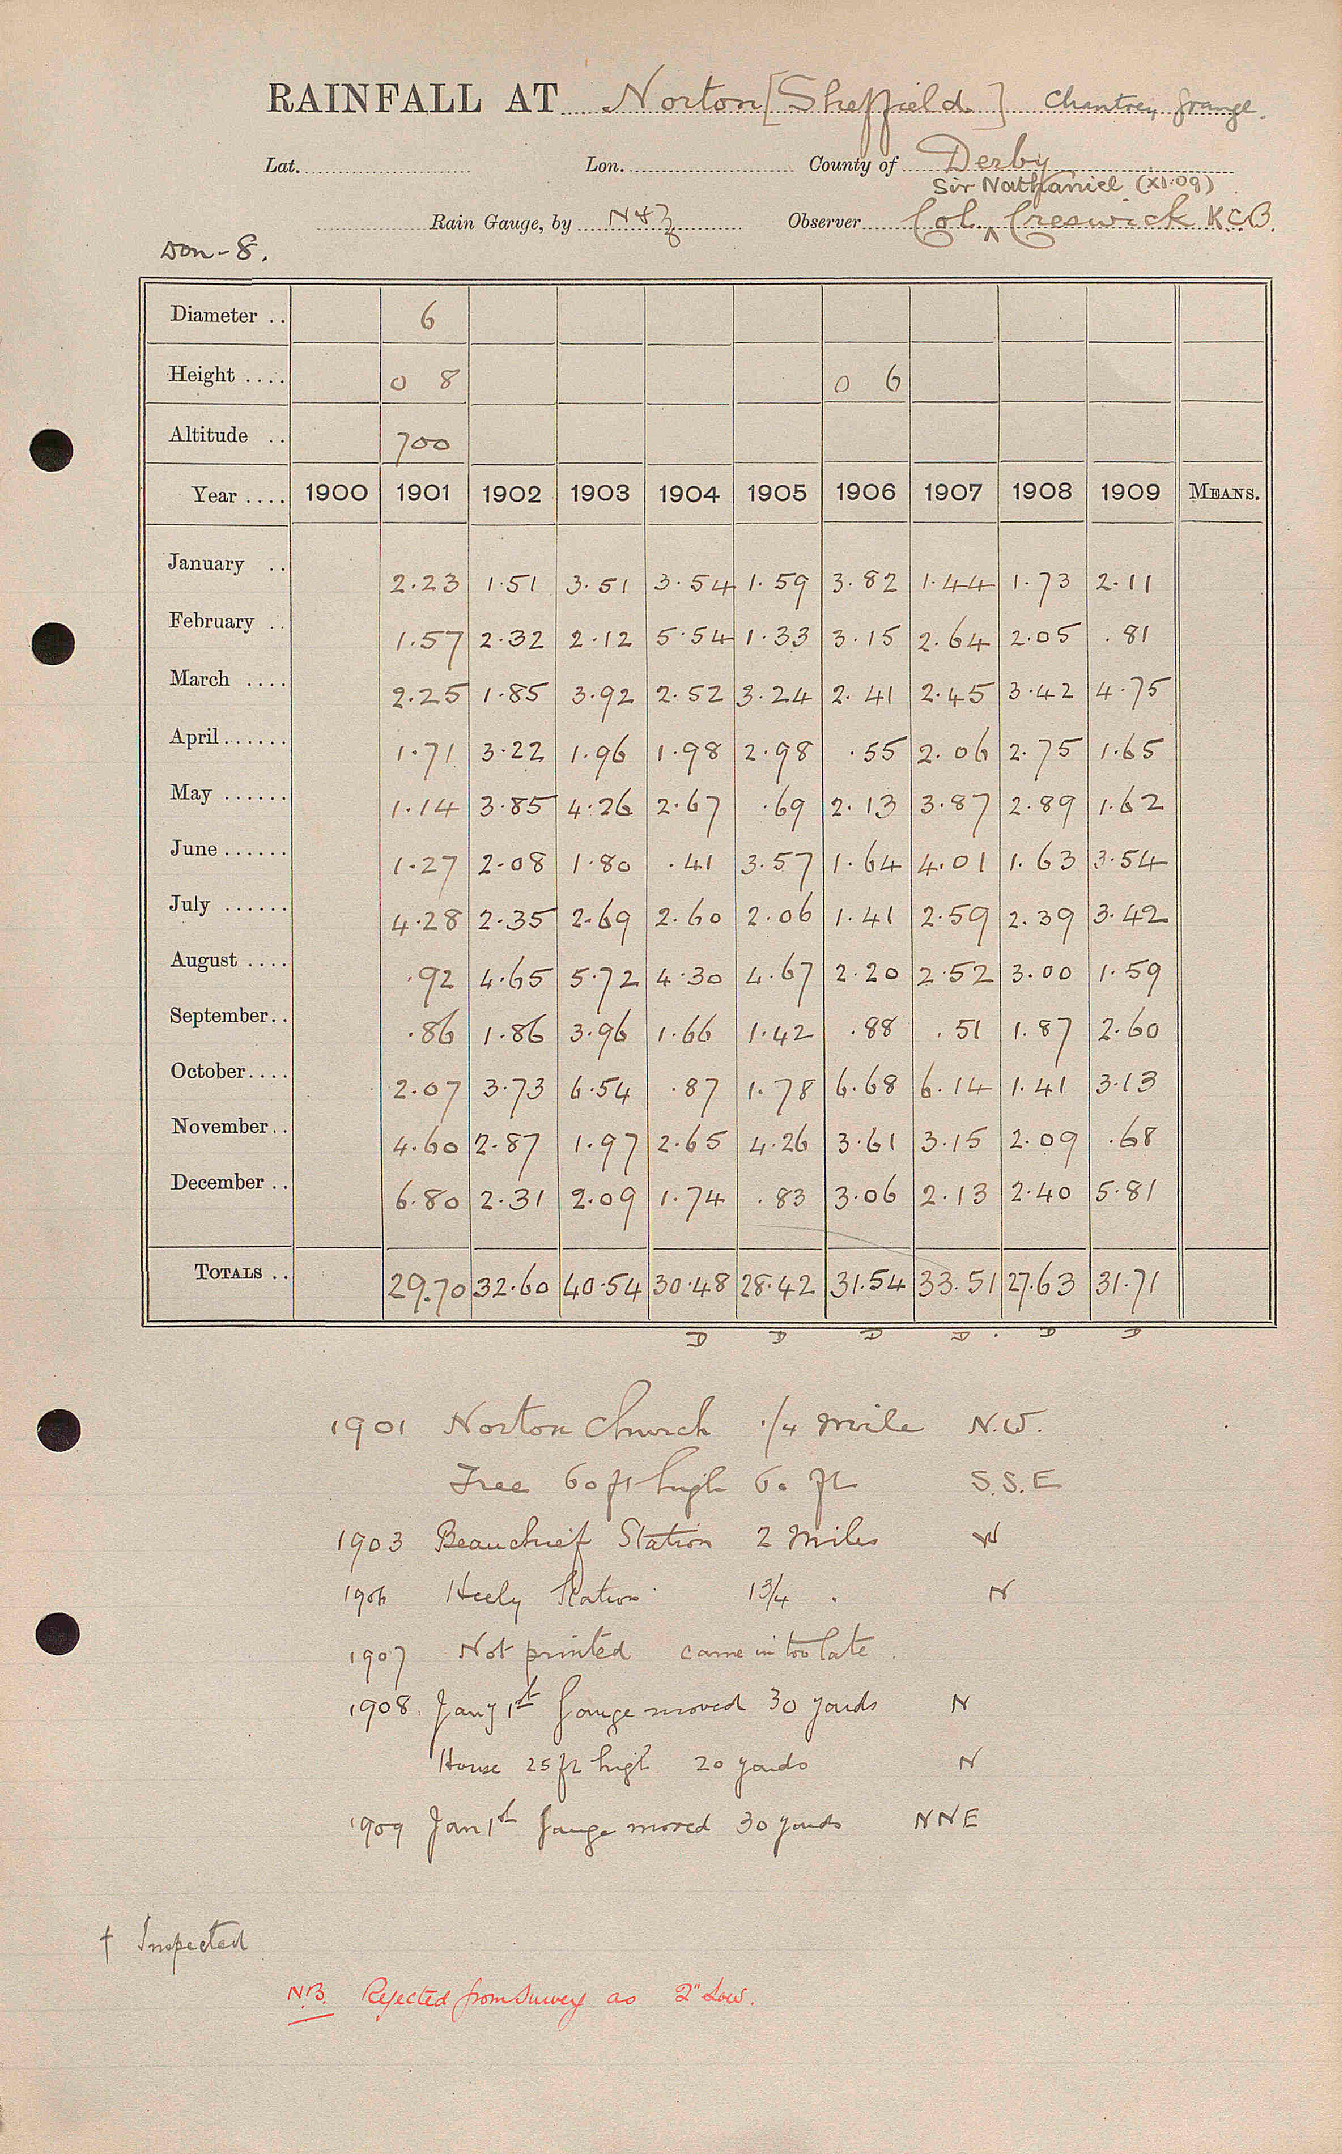 RAINFALL AT Norton [Sheffield] Chantrey Grange.
Lat. Lon. County of Derby
Sir Nathaniel (XI.09)
Rain Gauge, by N & Z Observer Col. ^ Creswick K.C.B.
Don - 8.
Diameter .. 6
Height .... 0 8 0 6
Altitude .. 700
Year .... 1900 1901 1902 1903 1904 1905 1906 1907 1908 1909 MEANS.
January .. 2.23 1.51 3.51 3.54 1.59 3.82 1.44 1.73 2.11
February .. 1.57 2.32 2.12 5.54 1.33 3.15 2.64 2.05 .81
March .... 2.25 1.85 3.92 2.52 3.24 2.41 2.45 3.42 4.75
April...... 1.71 3.22 1.96 1.98 2.98 .55 2.06 2.75 1.65
May ...... 1.14 3.85 4.26 2.67 .69 2.13 3.87 2.89 1.62
June ...... 1.27 2.08 1.80 .41 3.57 1.64 4.01 1.63 3.54
July ...... 4.28 2.35 2.69 2.60 2.06 1.41 2.59 2.39 3.42
August .... .92 4.65 5.72 4.30 4.67 2.20 2.52 3.00 1.59
September.. .86 1.86 3.96 1.66 1.42 .88 .51 1.87 2.60
October.... 2.07 3.73 6.54 .87 1.78 6.68 6.14 1.41 3.13
November.. 4.60 2.87 1.97 2.65 4.26 3.61 3.15 2.09 .68
December .. 6.80 2.31 2.09 1.74 .83 3.06 2.13 2.40 5.81
TOTALS .. 29.70 32.60 40.54 30.48 28.42 31.54 33.51 27.63 31.71
D D D D . D D
1901 Norton Church 1/4 mile N.W.
Tree 60 ft high 60 ft S.S.E
1903 Beauchief Station 2 Miles W
1906 Heely Station 1 3/4 " N
1907 Not printed came in too late.
1908 Jany 1st Gauge moved 30 yards N
House 25 ft high 20 yards N
1909 Jan 1st gauge moved 30 yards NNE
† Inspected
N.B. Rejected from Survey as 2" Low.